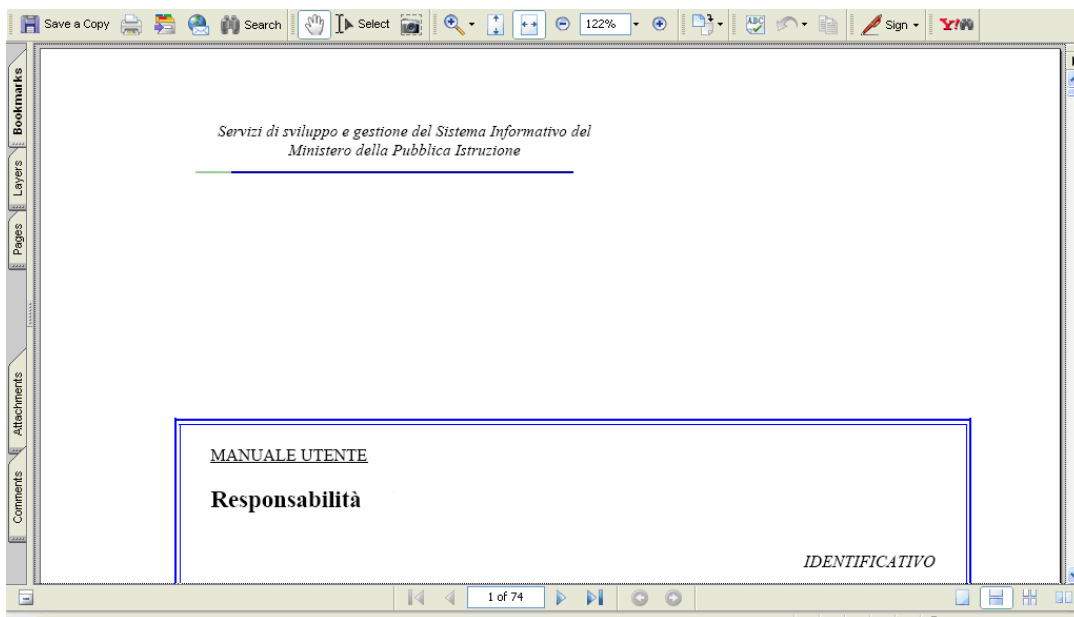 Save a Copy Search Select 122% Sign Y!
Bookmarks
Layers
Pages
Attachments
Comments
Servizi di sviluppo e gestione del Sistema Informativo del
Ministero della Pubblica Istruzione
MANUALE UTENTE
Responsabilità
IDENTIFICATIVO
1 of 74